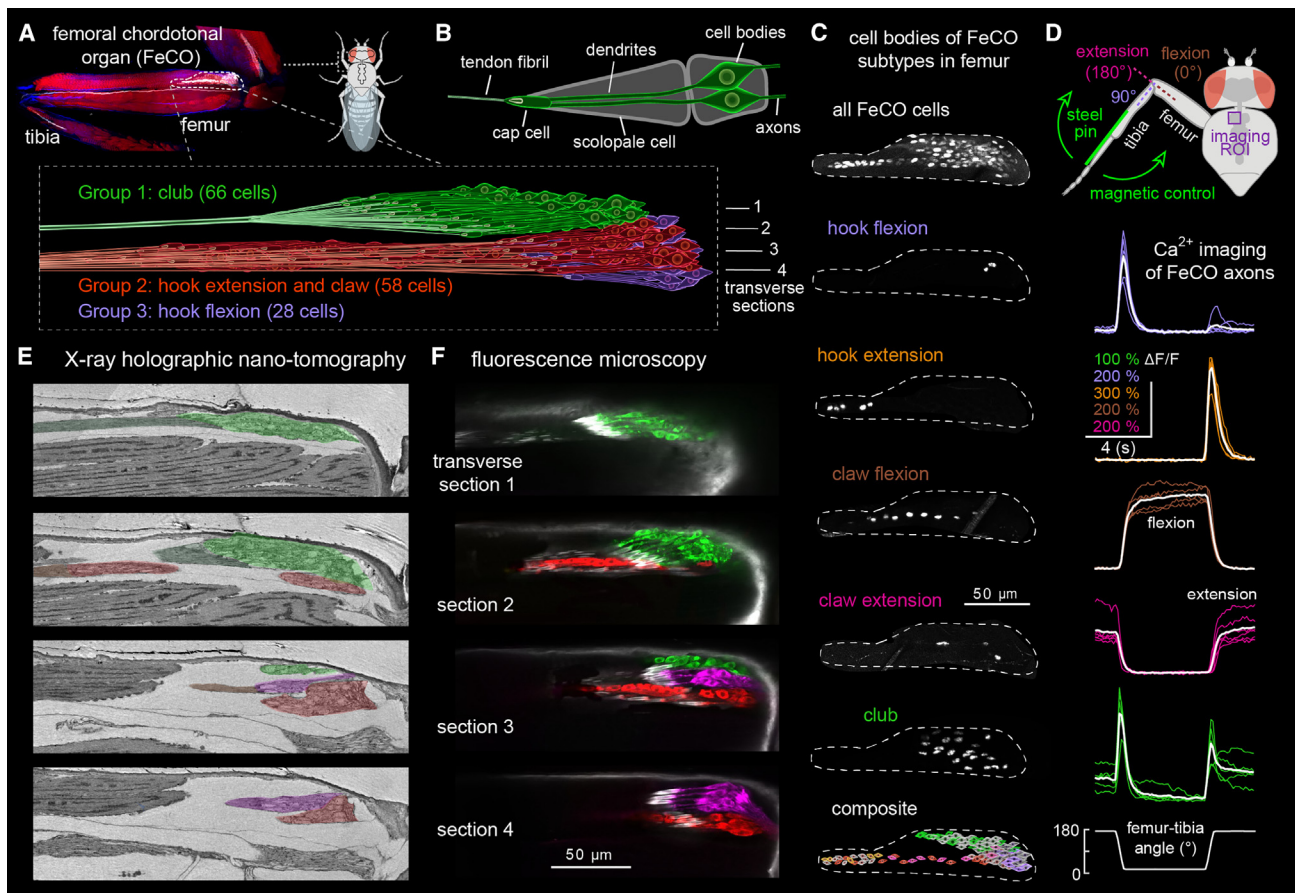 A
femoral chordotonal
organ (FeCO)
tibia
femur
B
tendon fibril
dendrites
cell bodies
cap cell
scolopale cell
axons
Group 1: club (66 cells)
Group 2: hook extension and claw (58 cells)
Group 3: hook flexion (28 cells)
1
2
3
4
transverse
sections
C
cell bodies of FeCO
subtypes in femur
all FeCO cells
hook flexion
hook extension
claw flexion
claw extension
50 µm
club
composite
D
extension
(180°)
flexion
(0°)
90°
steel
pin
tibia
femur
imaging
ROI
magnetic control
Ca2+ imaging
of FeCO axons
100 % ΔF/F
200 %
300 %
200 %
200 %
4 (s)
flexion
extension
180
0
femur-tibia
angle (°)
E
X-ray holographic nano-tomography
F
fluorescence microscopy
transverse
section 1
section 2
section 3
section 4
50 µm